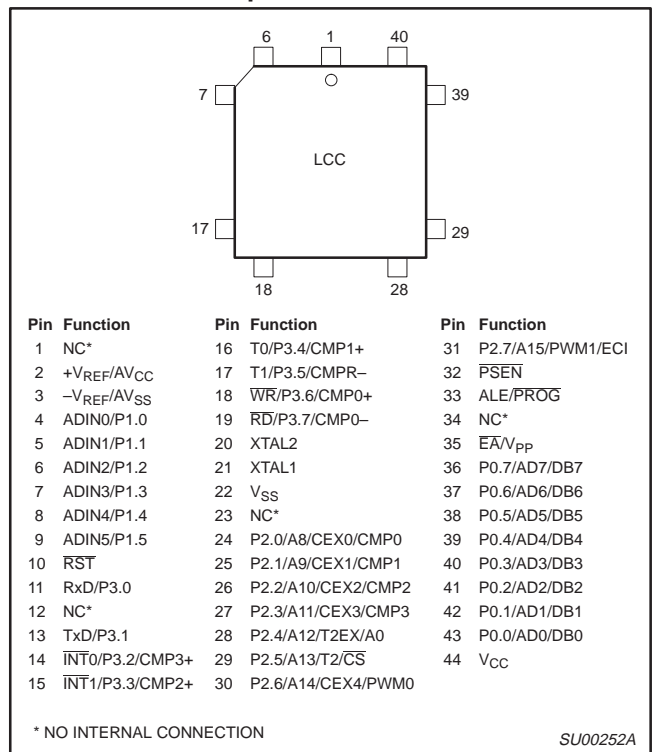 6 1 40
7 39
LCC
17 29
18 28
Pin Function
1 NC*
2 +VREF/AVCC
3 –VREF/AVSS
4 ADIN0/P1.0
5 ADIN1/P1.1
6 ADIN2/P1.2
7 ADIN3/P1.3
8 ADIN4/P1.4
9 ADIN5/P1.5
10 R̅S̅T̅
11 RxD/P3.0
12 NC*
13 TxD/P3.1
14 I̅N̅T̅0/P3.2/CMP3+
15 I̅N̅T̅1/P3.3/CMP2+
Pin Function
16 T0/P3.4/CMP1+
17 T1/P3.5/CMPR–
18 W̅R̅/P3.6/CMP0+
19 R̅D̅/P3.7/CMP0–
20 XTAL2
21 XTAL1
22 VSS
23 NC*
24 P2.0/A8/CEX0/CMP0
25 P2.1/A9/CEX1/CMP1
26 P2.2/A10/CEX2/CMP2
27 P2.3/A11/CEX3/CMP3
28 P2.4/A12/T2EX/A0
29 P2.5/A13/T2/C̅S̅
30 P2.6/A14/CEX4/PWM0
Pin Function
31 P2.7/A15/PWM1/ECI
32 P̅S̅E̅N̅
33 ALE/P̅R̅O̅G̅
34 NC*
35 E̅A̅/VPP
36 P0.7/AD7/DB7
37 P0.6/AD6/DB6
38 P0.5/AD5/DB5
39 P0.4/AD4/DB4
40 P0.3/AD3/DB3
41 P0.2/AD2/DB2
42 P0.1/AD1/DB1
43 P0.0/AD0/DB0
44 VCC
* NO INTERNAL CONNECTION
SU00252A